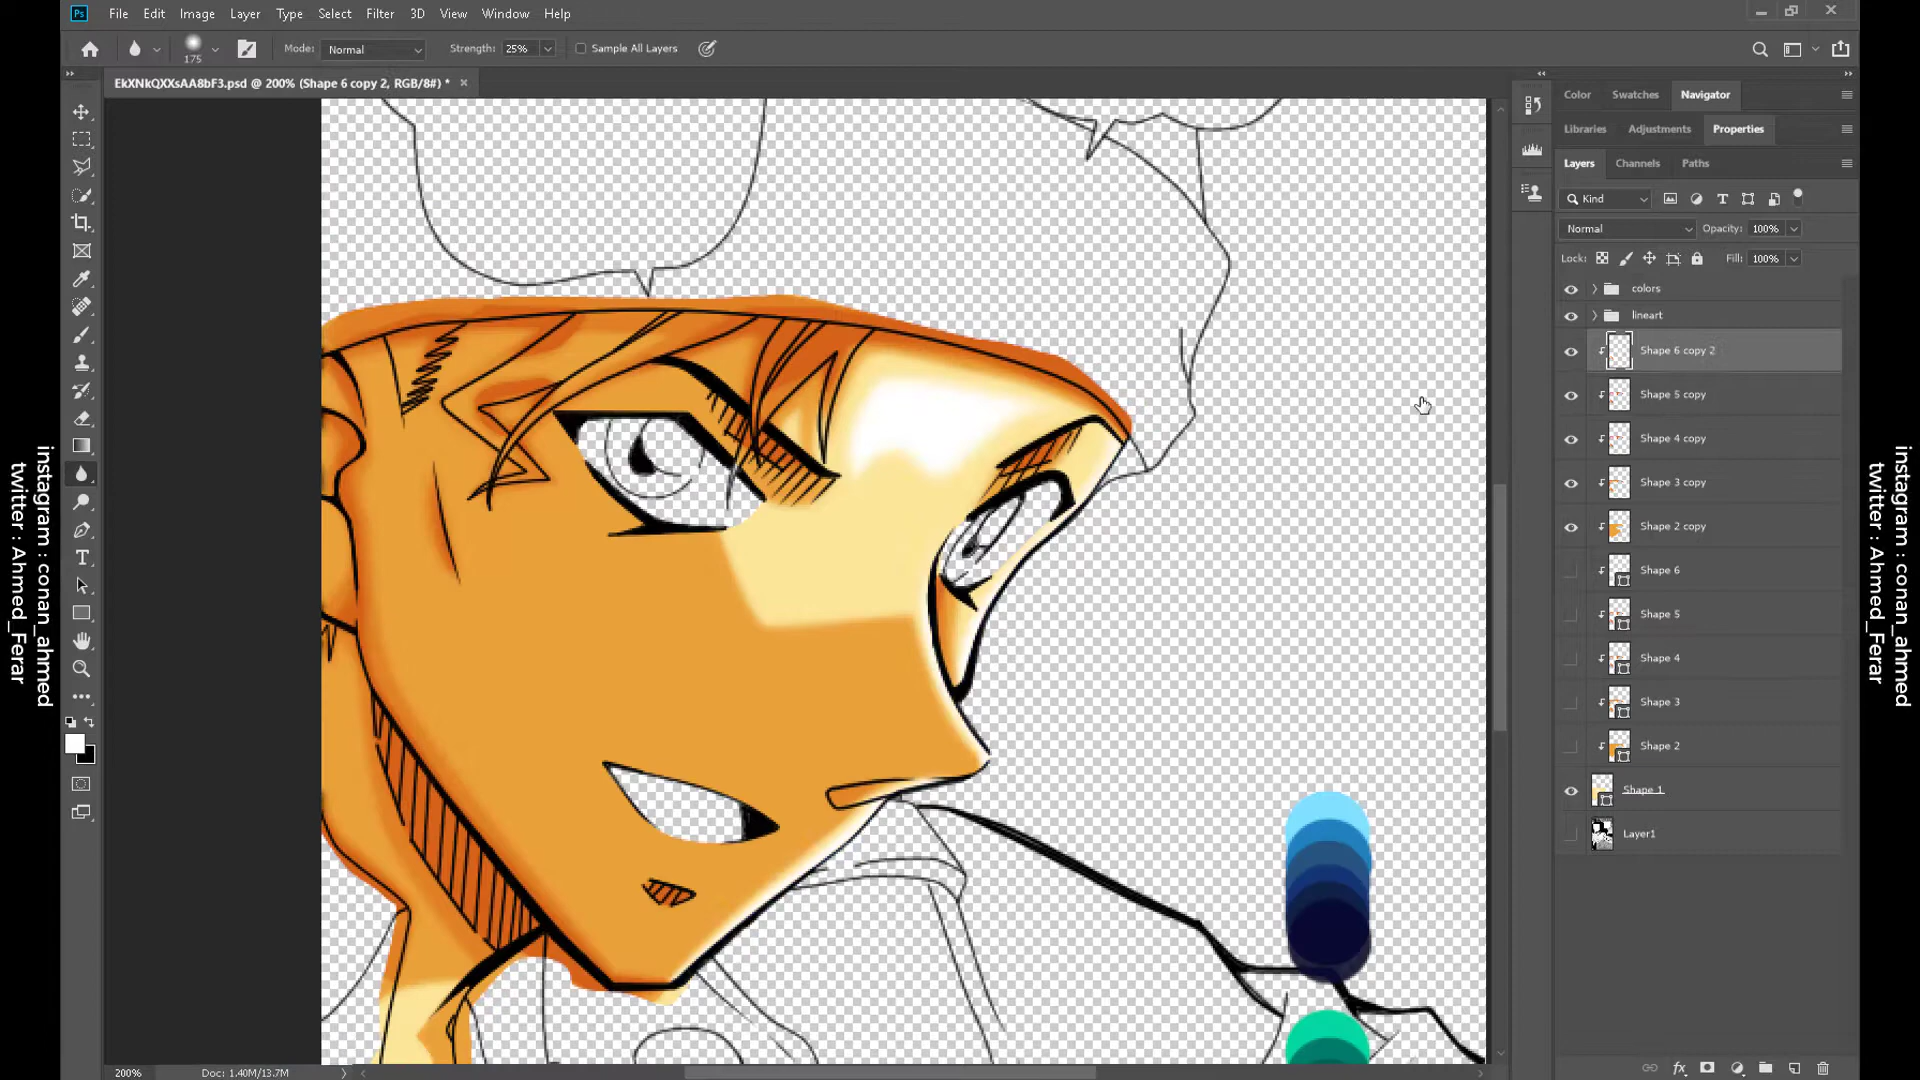 File Edit Image Layer Type Select Filter 3D View Window Help
175 Mode: Normal Strength: 25% Sample All Layers
EkXNkQXXsAA8bF3.psd @ 200% (Shape 6 copy 2, RGB/8#) *
Color Swatches Navigator
Libraries Adjustments Properties
Layers Channels Paths
Kind
Normal Opacity: 100%
Lock: Fill: 100%
colors
lineart
Shape 6 copy 2
Shape 5 copy
Shape 4 copy
Shape 3 copy
Shape 2 copy
Shape 6
Shape 5
Shape 4
Shape 3
Shape 2
Shape 1
Layer1
200% Doc: 1.40M/13.7M
instagram : conan_ahmed
twitter : Ahmed_Ferar
instagram : conan_ahmed
twitter : Ahmed_Ferar